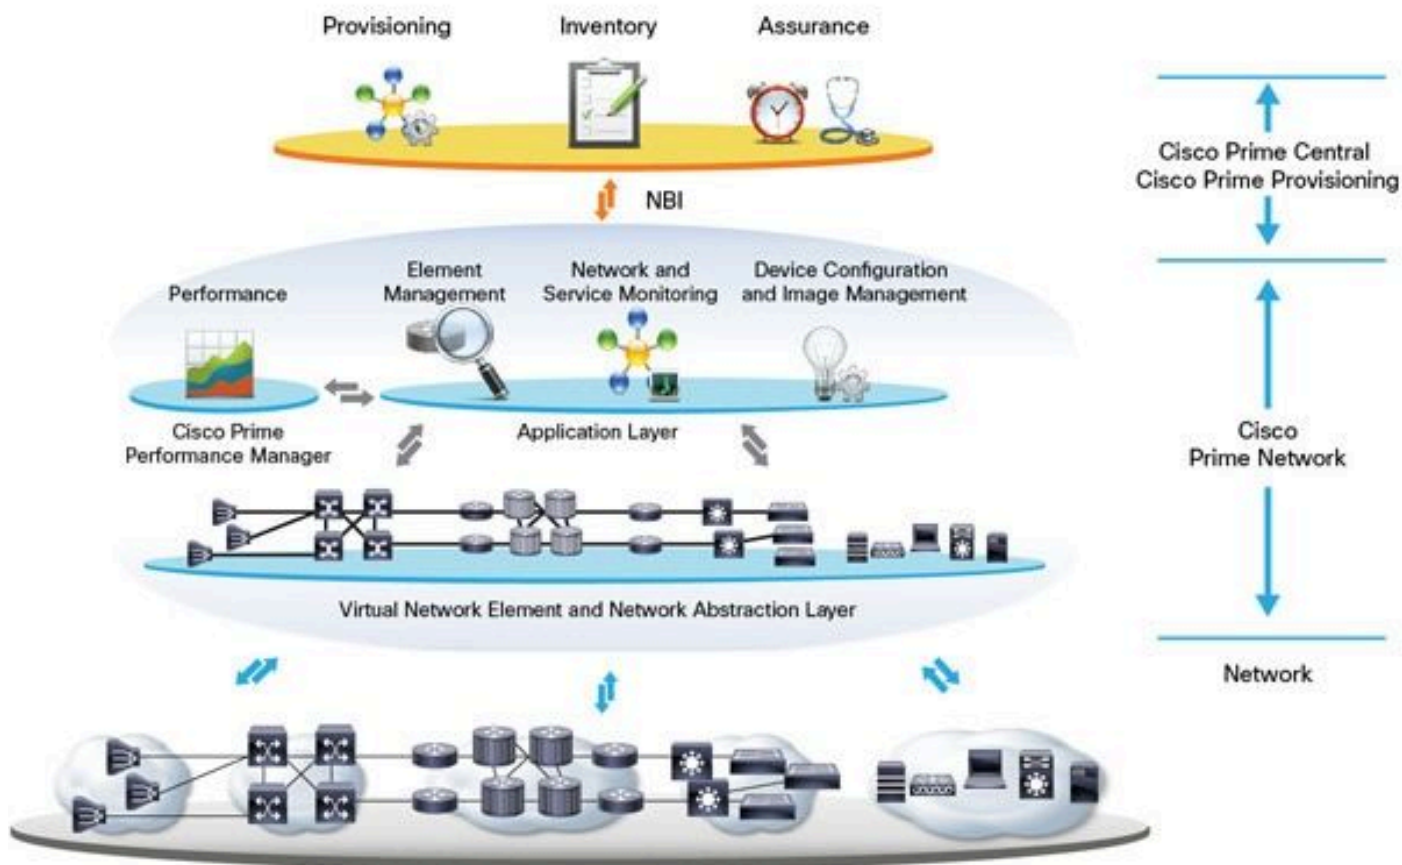 Provisioning
Inventory
Assurance
Cisco Prime Central
Cisco Prime Provisioning
NBI
Performance
Element
Management
Network and
Service Monitoring
Device Configuration
and Image Management
Cisco Prime
Performance Manager
Application Layer
Cisco
Prime Network
Virtual Network Element and Network Abstraction Layer
Network